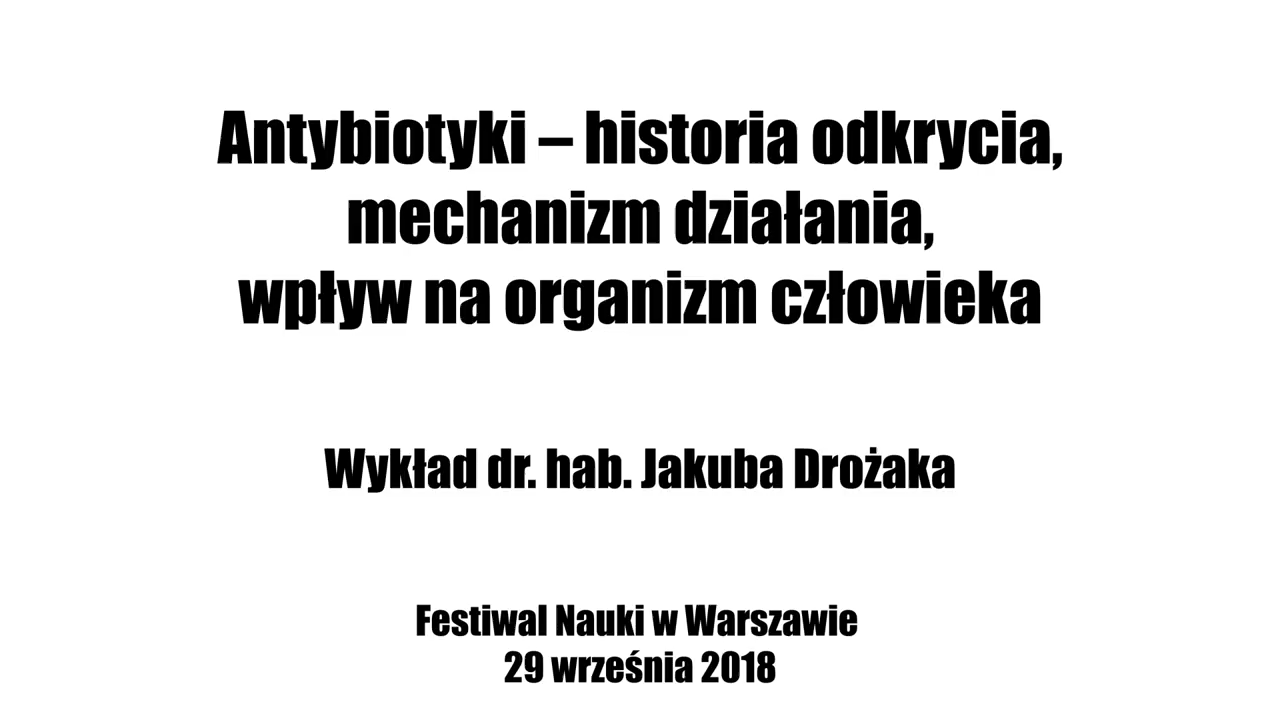 Antybiotyki – historia odkrycia,
mechanizm działania,
wpływ na organizm człowieka
Wykład dr. hab. Jakuba Drożaka
Festiwal Nauki w Warszawie
29 września 2018